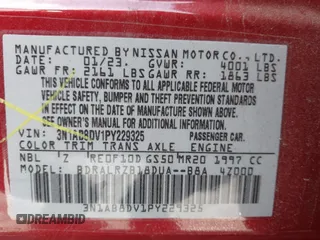 MANUFACTURED BY NISSAN MOTOR CO., LTD.
DATE: 01/23. GVWR: 4001 LBS
GAWR FR: 2161 LBS GAWR RR: 1863 LBS
THIS VEHICLE CONFORMS TO ALL APPLICABLE FEDERAL MOTOR
VEHICLE SAFETY, BUMPER AND THEFT PREVENTION STANDARDS
IN EFFECT ON THE DATE OF MANUFACTURE SHOWN ABOVE.
SEE OWNER'S MANUAL FOR ADDITIONAL INFORMATION
VIN: 3N1AB8DV1PY229325 PASSENGER CAR.
COLOR TRIM TRANS AXLE ENGINE
NBL Z RE0F10D GS50 MR20 1997 CC
MODEL: BDRALRZB18DUA--BBA 4Z000
3N1AB8DV1PY229325
DREAMBID